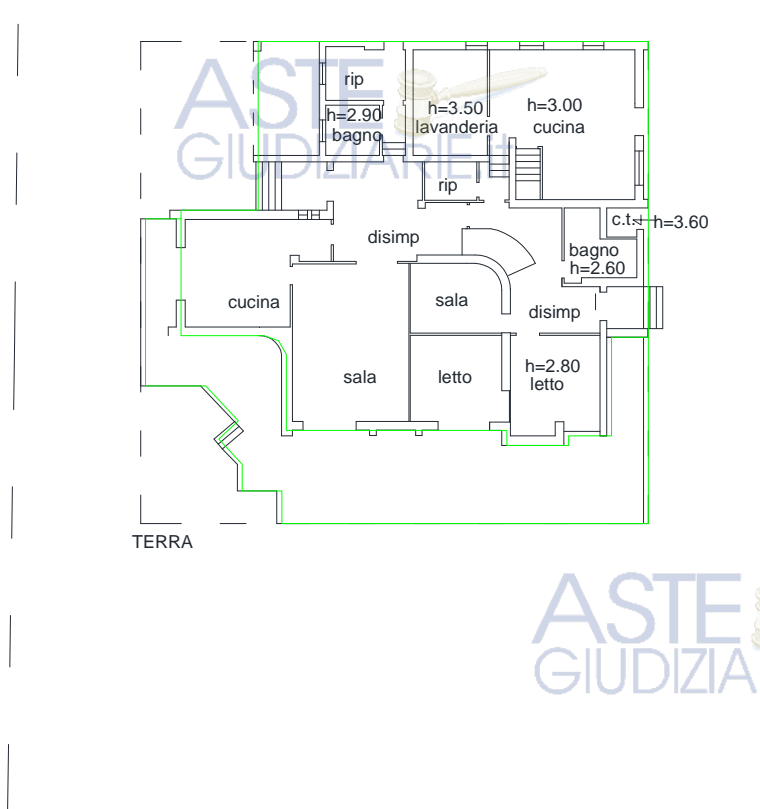 rip
h=2.90
bagno
h=3.50
lavanderia
h=3.00
cucina
rip
c.t.
h=3.60
disimp
bagno
h=2.60
cucina
sala
disimp
sala
letto
h=2.80
letto
TERRA
ASTE
GIUDIZIARIE.it
ASTE
GIUDIZIA